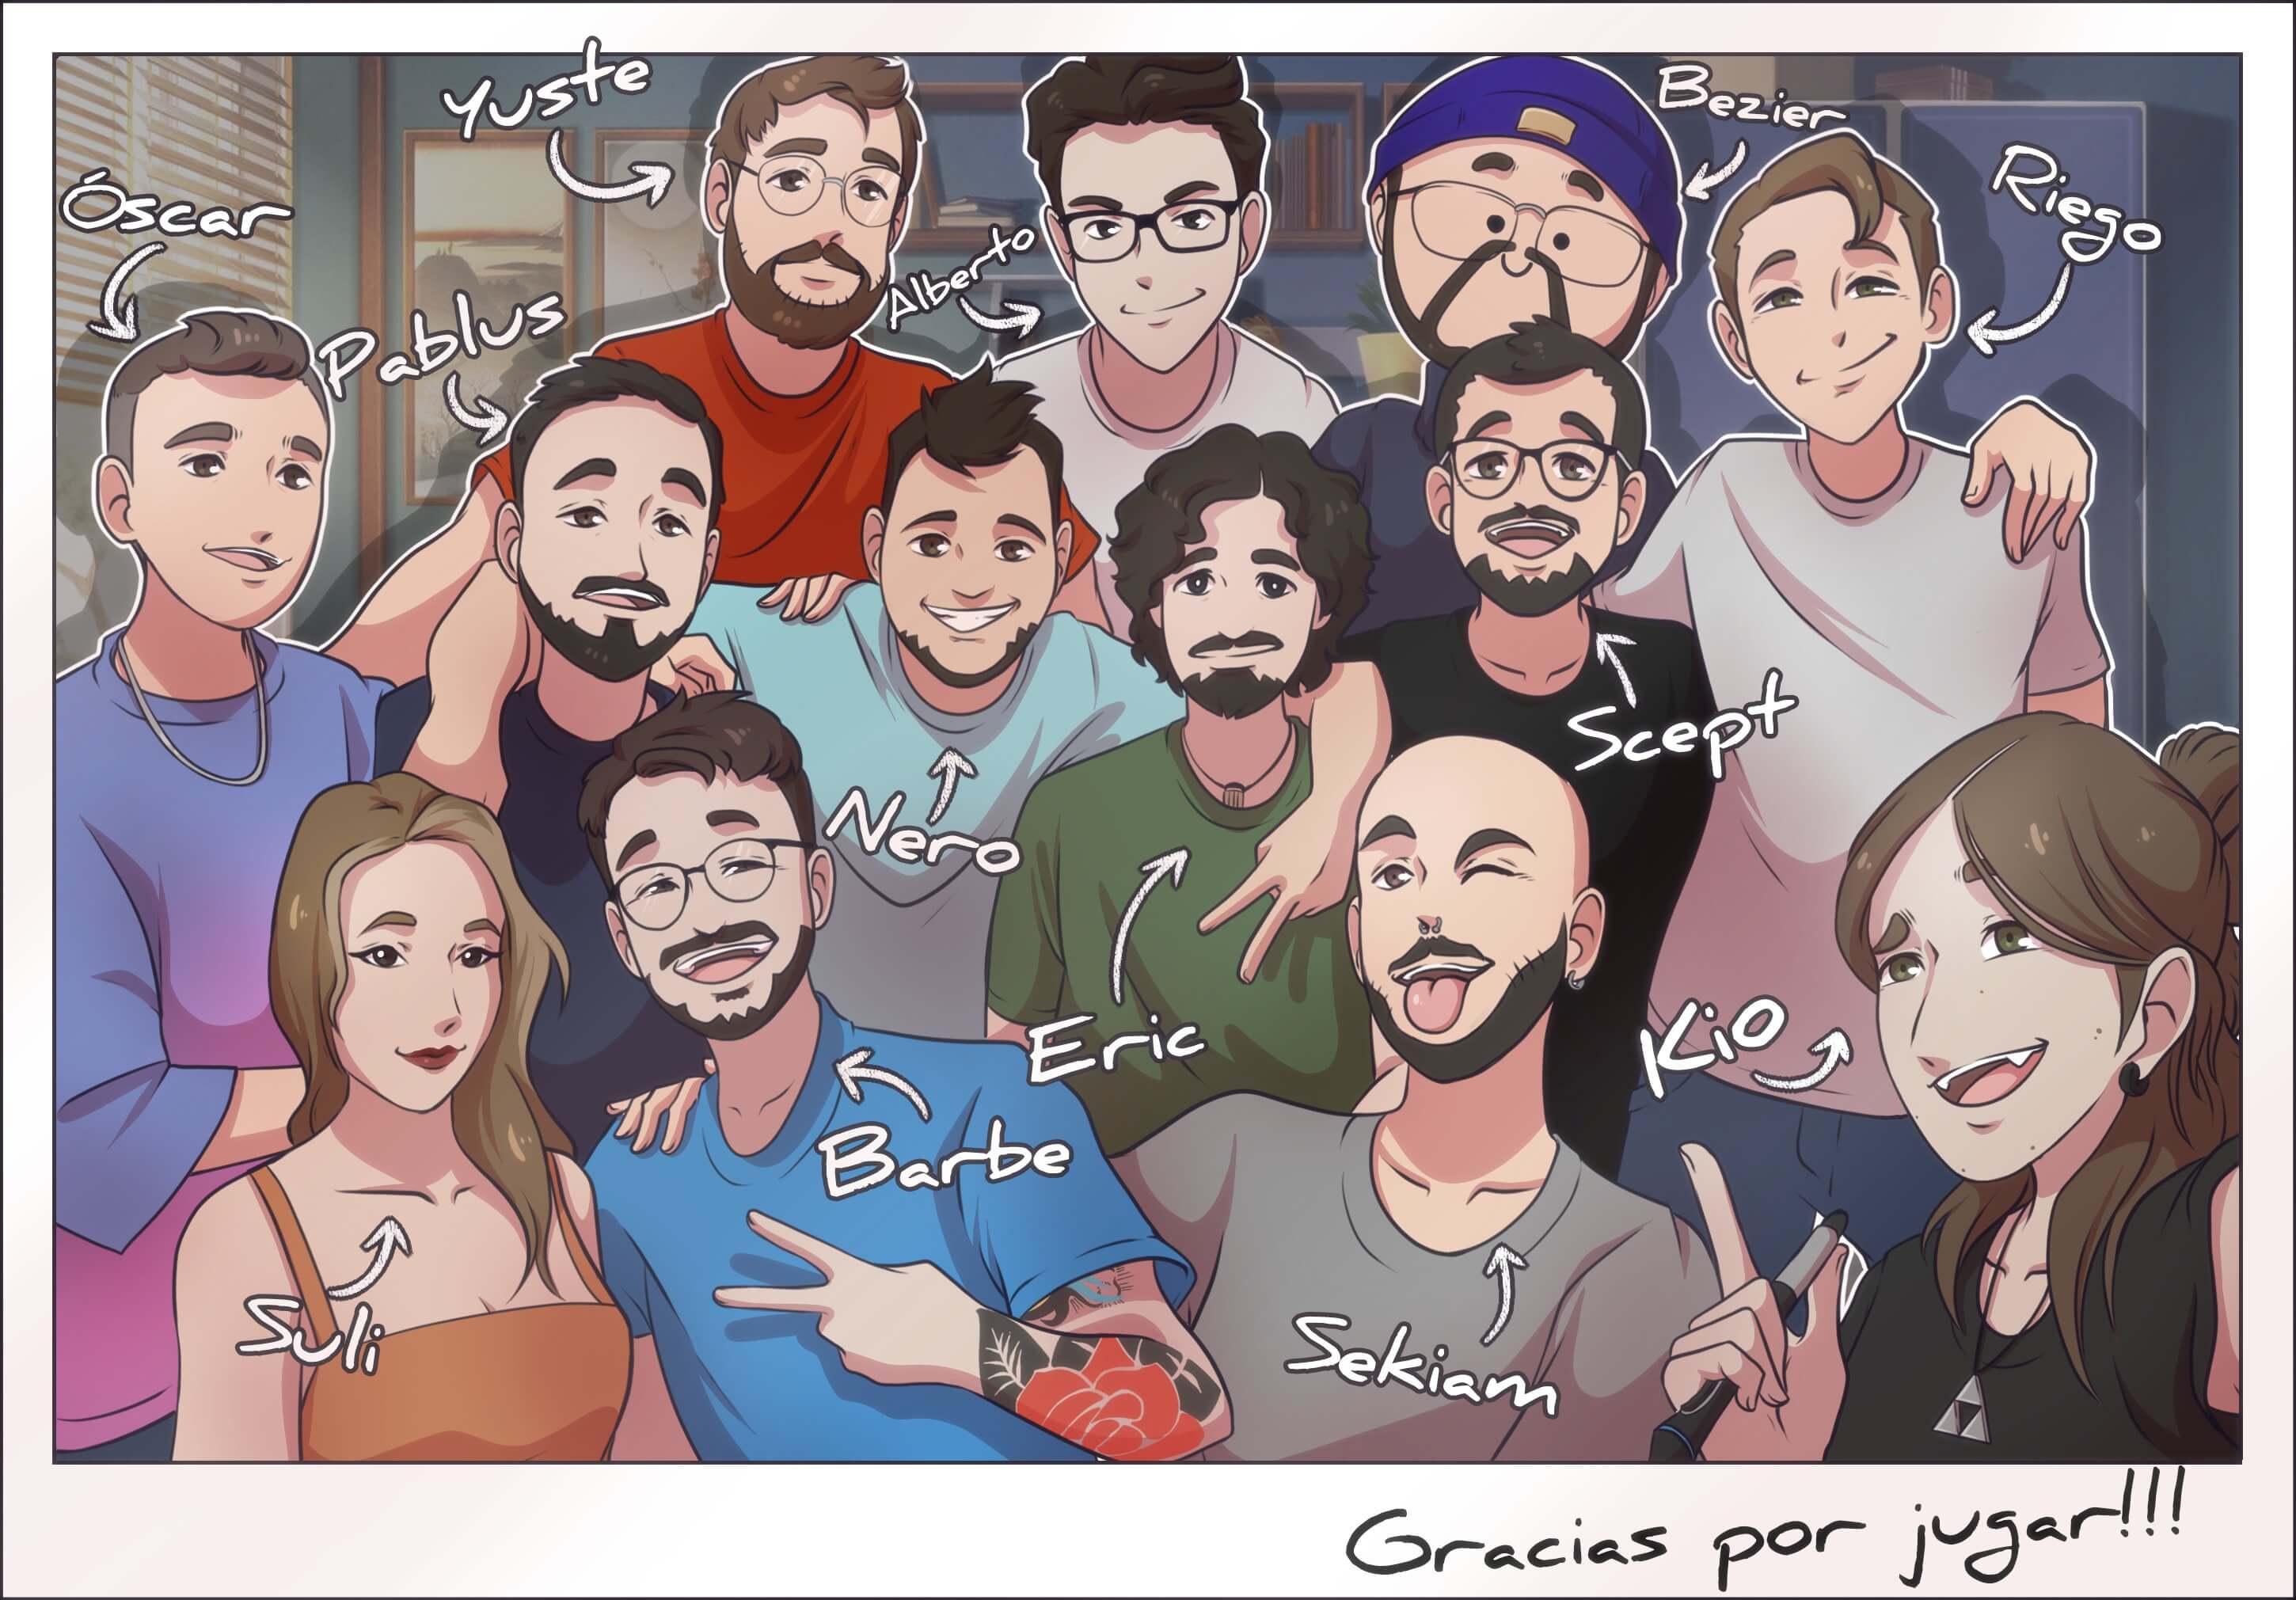 Yuste
Bezier
Óscar
Riego
Alberto
Pablus
Scept
Nero
Eric
Kio
Barbe
Suli
Sekiam
Gracias por jugar!!!